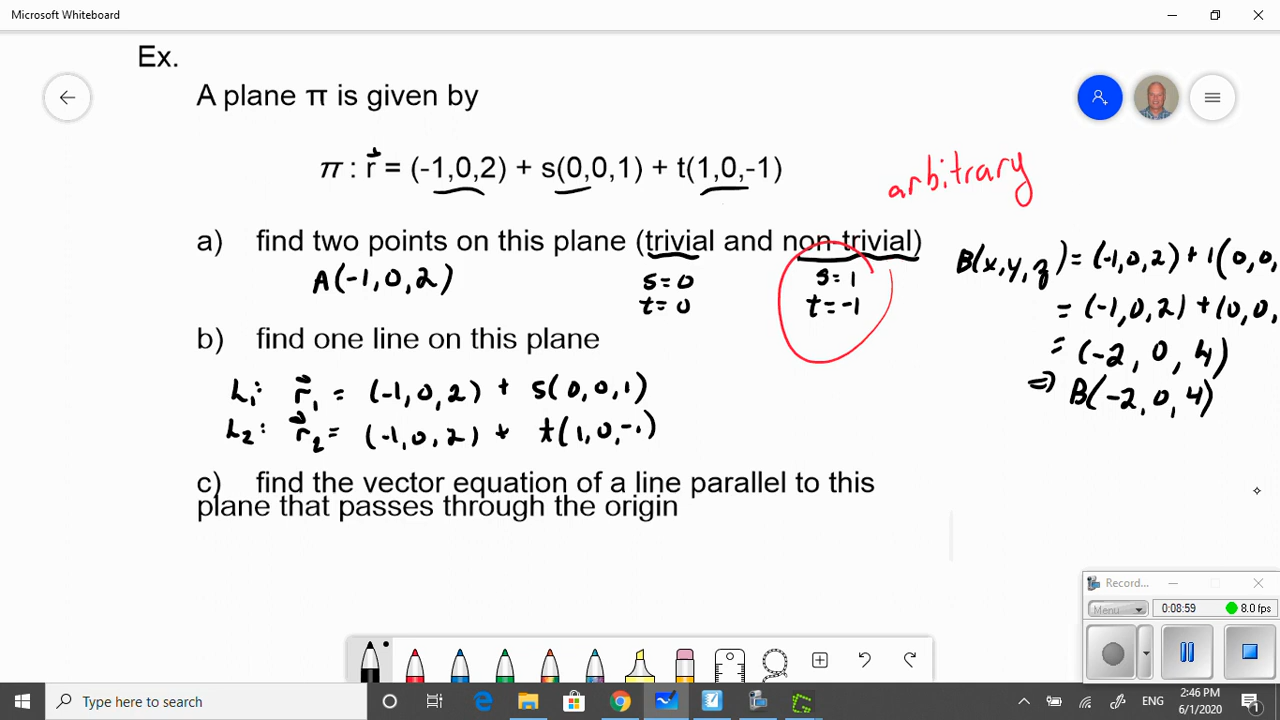 Microsoft Whiteboard
Ex.
A plane π is given by
π : r⃗ = (-1,0,2) + s(0,0,1) + t(1,0,-1)
arbitrary
a) find two points on this plane (trivial and non-trivial)
A(-1,0,2)
s=0
t=0
s=1
t=-1
B(x,y,z) = (-1,0,2) + 1(0,0,
= (-1,0,2) + (0,0,
= (-2, 0, 4)
⇒ B(-2,0,4)
b) find one line on this plane
L₁: r⃗₁ = (-1,0,2) + s(0,0,1)
L₂: r⃗₂ = (-1,0,2) + t(1,0,-1)
c) find the vector equation of a line parallel to this
plane that passes through the origin
Record...
Menu
0:08:59
8.0 fps
Type here to search
ENG
2:46 PM
6/1/2020
1